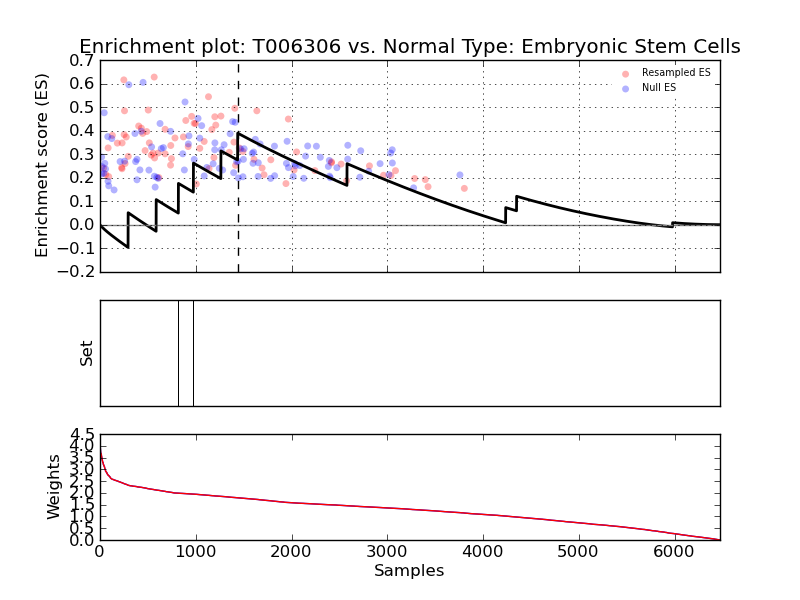 Enrichment plot: T006306 vs. Normal Type: Embryonic Stem Cells
0.7
0.6
0.5
0.4
0.3
0.2
0.1
0.0
−0.1
−0.2
Enrichment score (ES)
Resampled ES
Null ES
Set
4.5
4.0
3.5
3.0
2.5
2.0
1.5
1.0
0.5
0.0
Weights
0 1000 2000 3000 4000 5000 6000
Samples